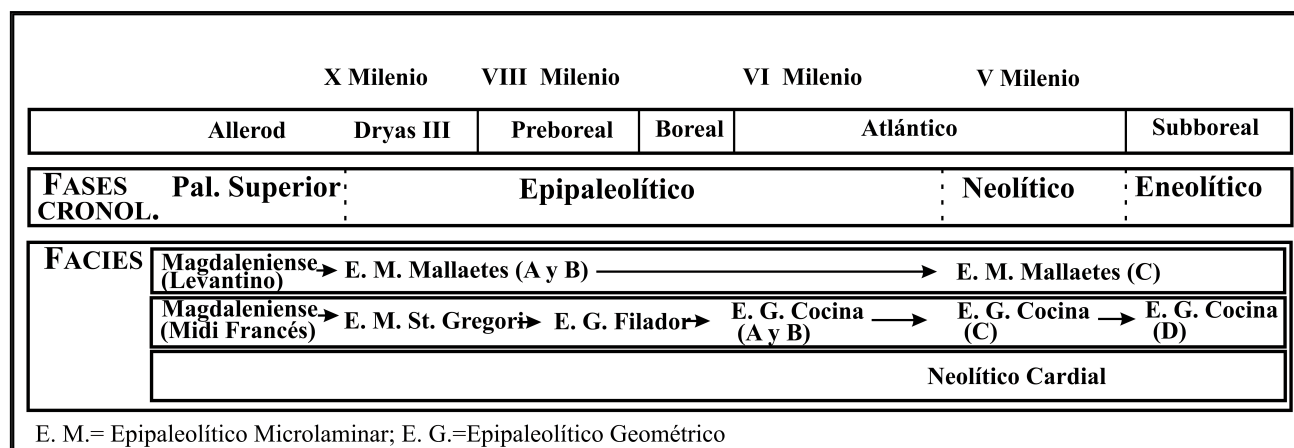 X Milenio VIII Milenio VI Milenio V Milenio
Allerod Dryas III Preboreal Boreal Atlántico Subboreal
FASES CRONOL. Pal. Superior Epipaleolítico Neolítico Eneolítico
FACIES
Magdaleniense (Levantino) E. M. Mallaetes (A y B) E. M. Mallaetes (C)
Magdaleniense (Midi Francés) E. M. St. Gregori E. G. Filador E. G. Cocina (A y B) E. G. Cocina (C) E. G. Cocina (D)
Neolítico Cardial
E. M.= Epipaleolítico Microlaminar; E. G.=Epipaleolítico Geométrico